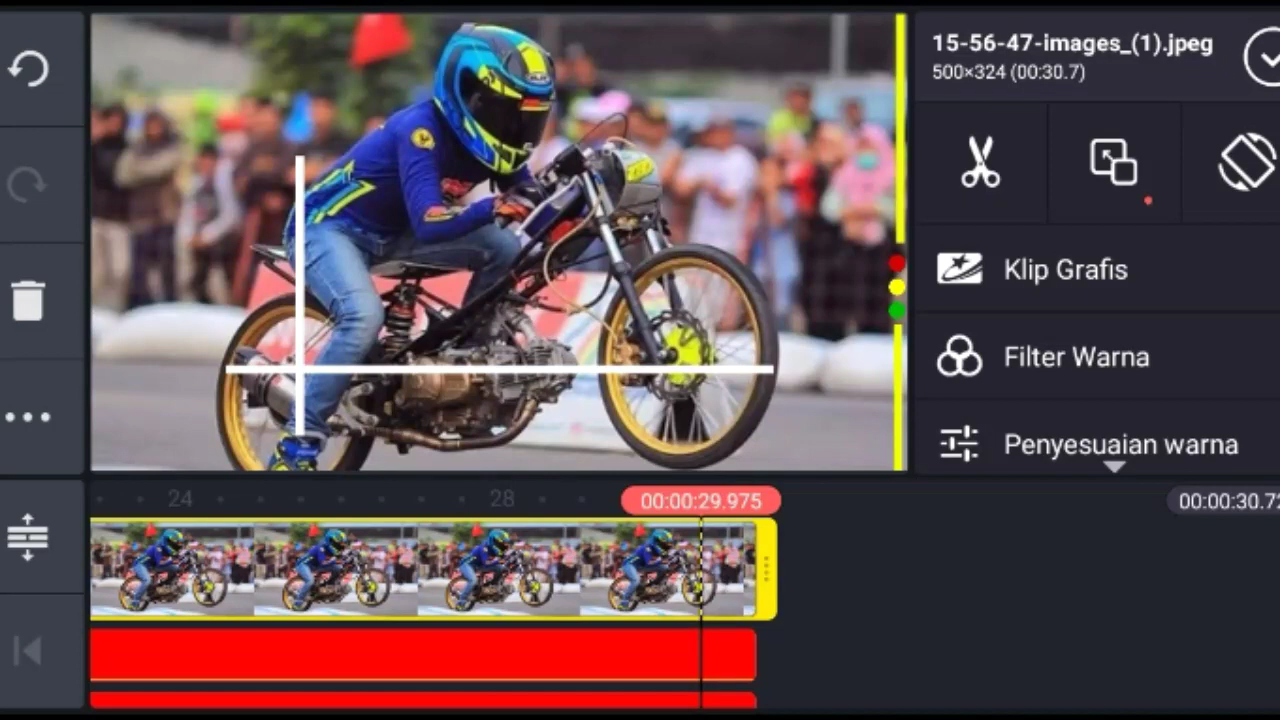 15-56-47-images_(1).jpeg
500×324 (00:30.7)
Klip Grafis
Filter Warna
Penyesuaian warna
24
28
00:00:29.975
00:00:30.72